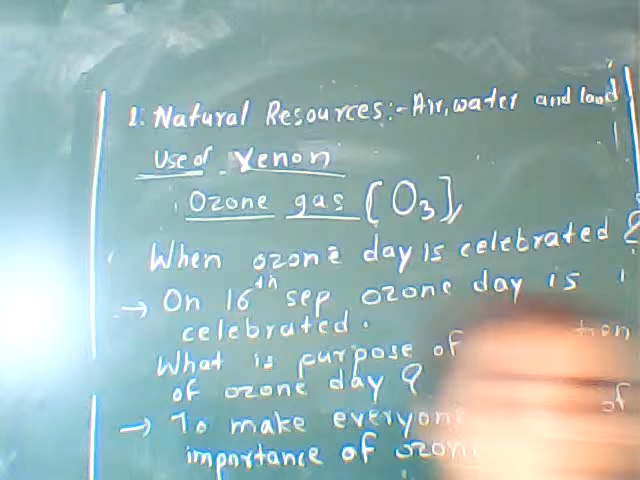 1. Natural Resources:- Air, water and land
Use of Xenon
Ozone gas [O3],
When ozone day is celebrated ?
→ On 16th sep ozone day is
celebrated.
What is purpose of
of ozone day ?
→ To make everyone of
importance of ozone